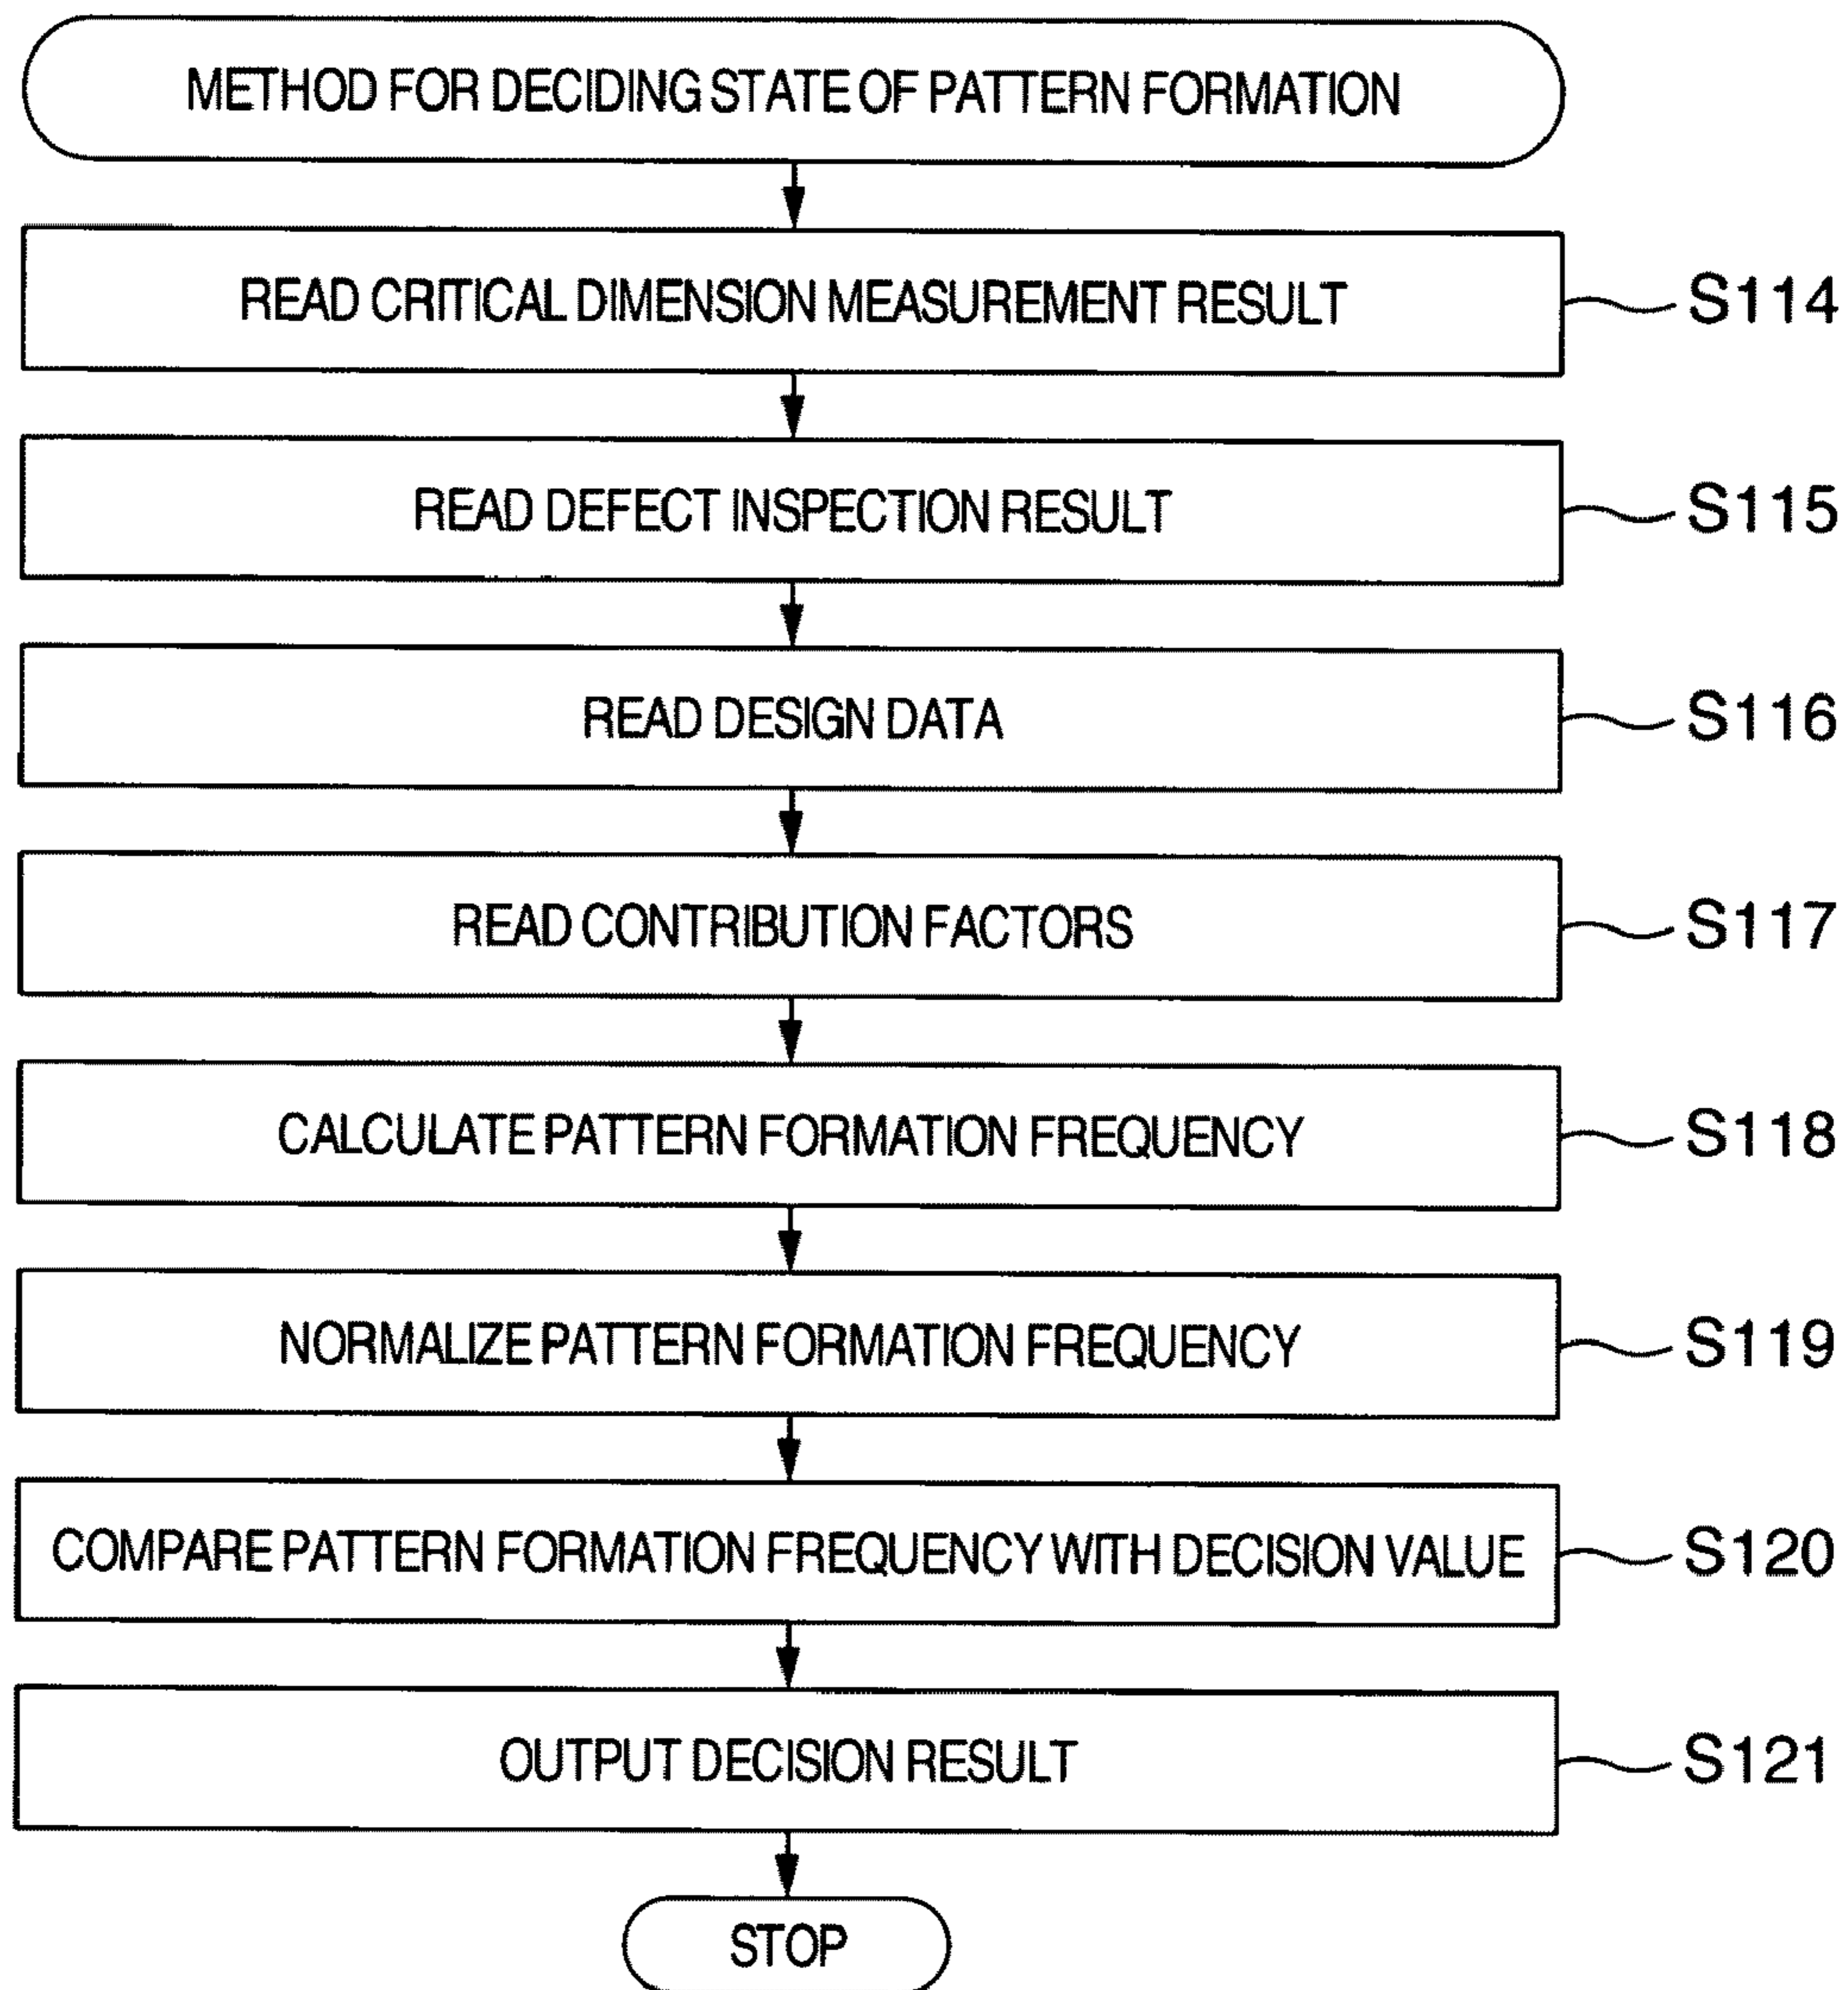 METHOD FOR DECIDING STATE OF PATTERN FORMATION
READ CRITICAL DIMENSION MEASUREMENT RESULT S114
READ DEFECT INSPECTION RESULT S115
READ DESIGN DATA S116
READ CONTRIBUTION FACTORS S117
CALCULATE PATTERN FORMATION FREQUENCY S118
NORMALIZE PATTERN FORMATION FREQUENCY S119
COMPARE PATTERN FORMATION FREQUENCY WITH DECISION VALUE S120
OUTPUT DECISION RESULT S121
STOP